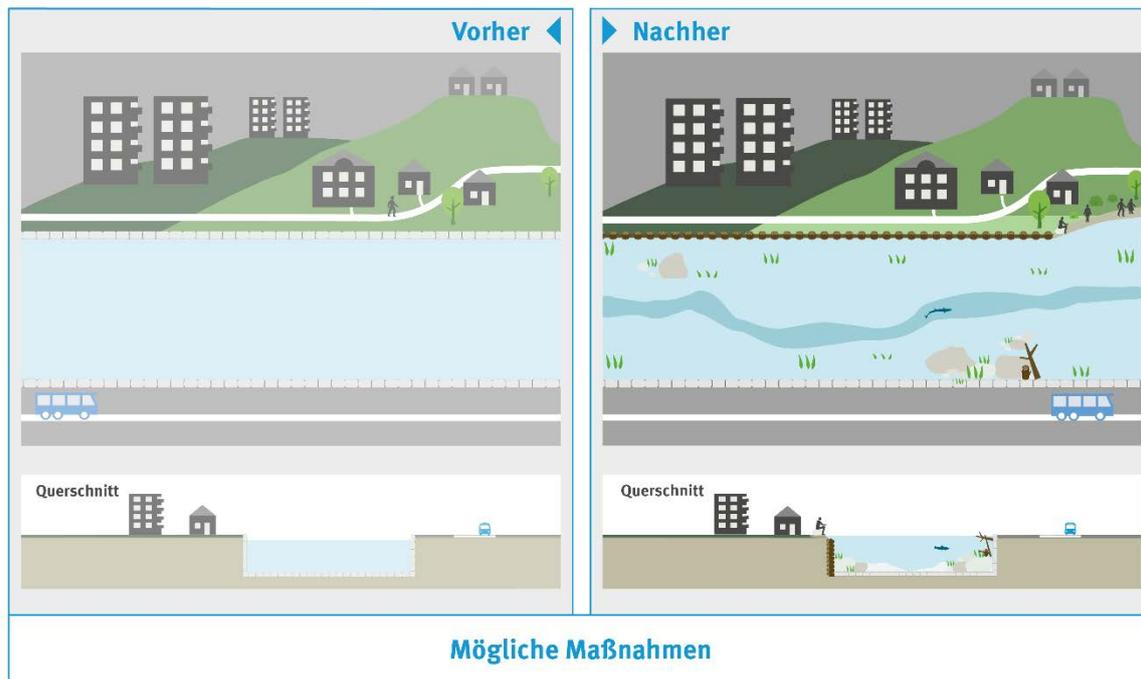 Vorher
Nachher
Querschnitt
Querschnitt
Mögliche Maßnahmen